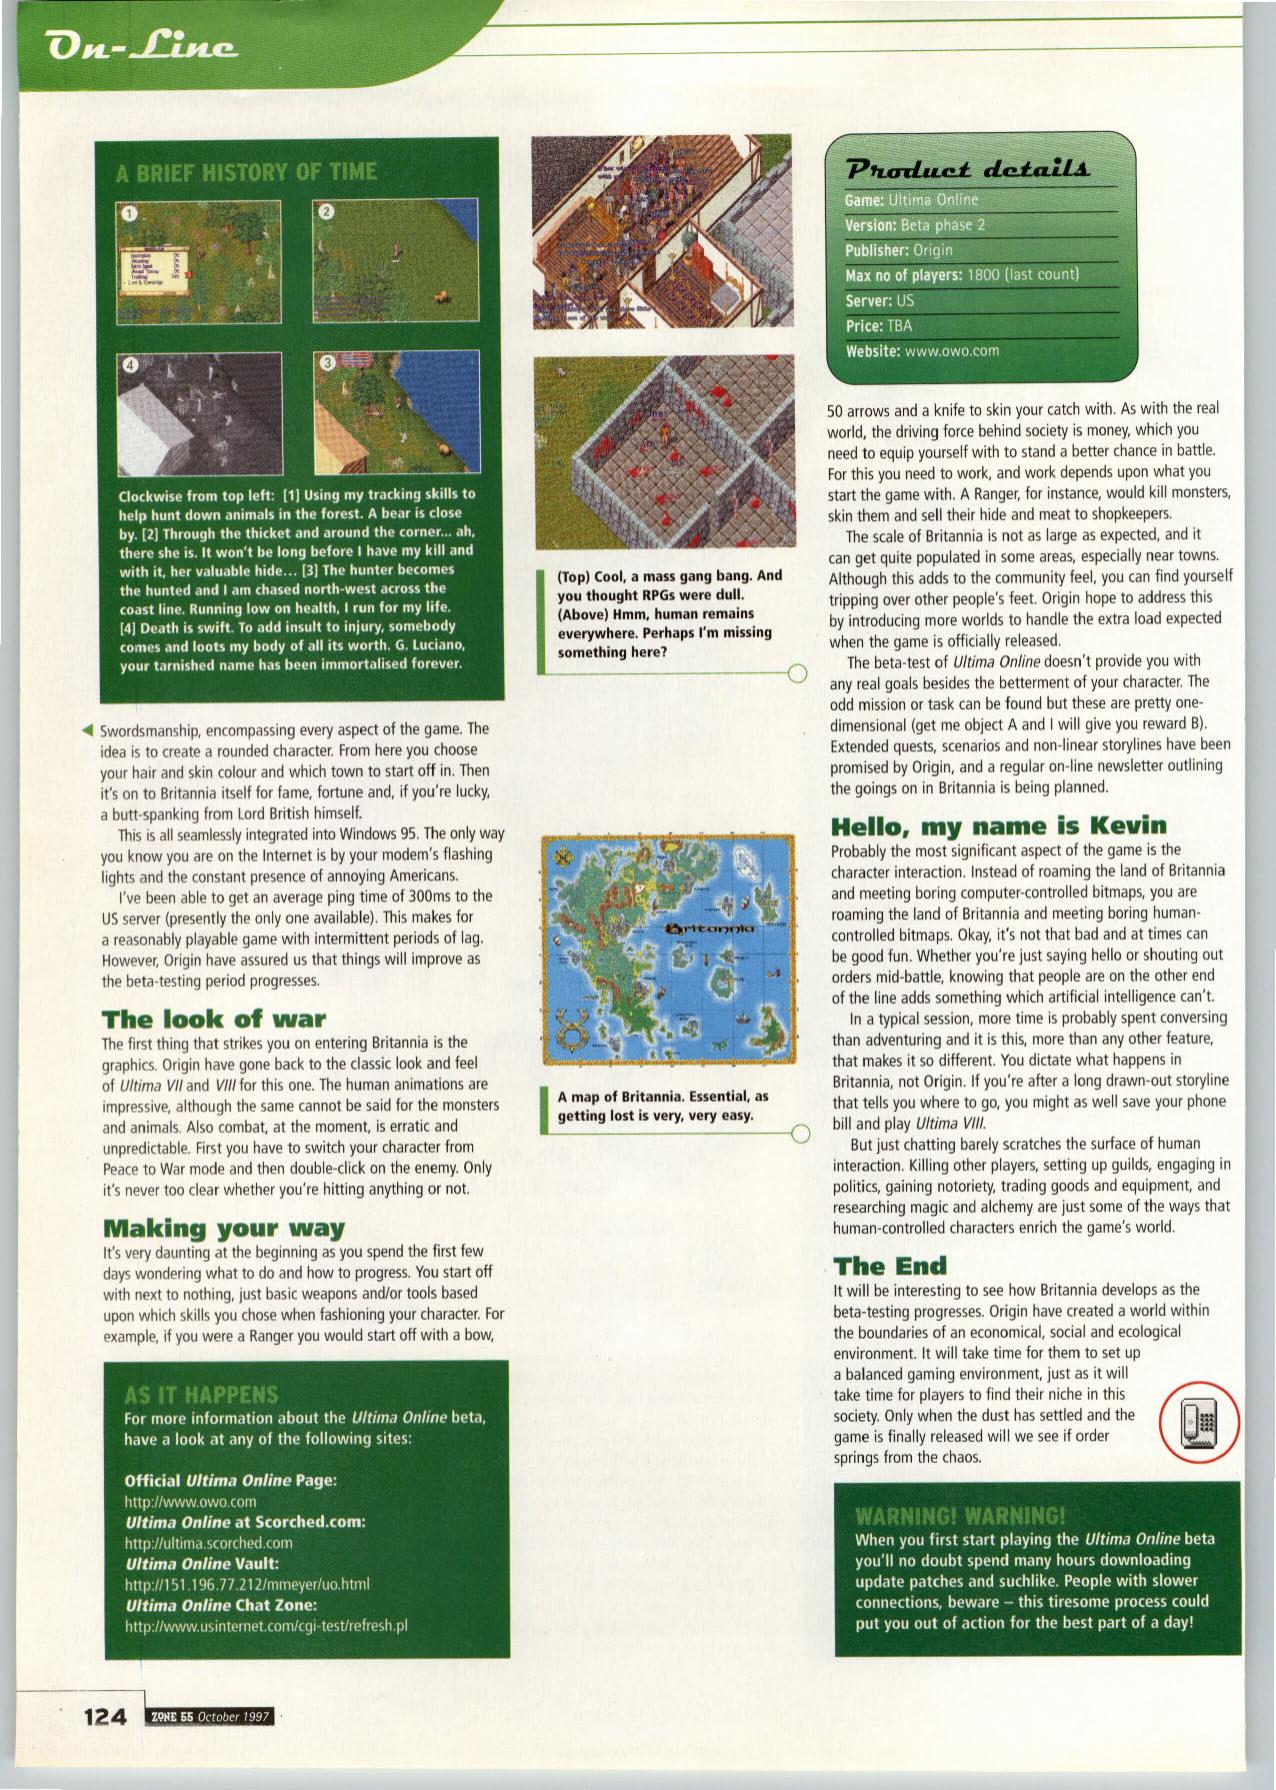 On-Line
A BRIEF HISTORY OF TIME
1
2
4
3
Clockwise from top left: [1] Using my tracking skills to
help hunt down animals in the forest. A bear is close
by. [2] Through the thicket and around the corner... ah,
there she is. It won't be long before I have my kill and
with it, her valuable hide... [3] The hunter becomes
the hunted and I am chased north-west across the
coast line. Running low on health, I run for my life.
[4] Death is swift. To add insult to injury, somebody
comes and loots my body of all its worth. G. Luciano,
your tarnished name has been immortalised forever.
Swordsmanship, encompassing every aspect of the game. The
idea is to create a rounded character. From here you choose
your hair and skin colour and which town to start off in. Then
it's on to Britannia itself for fame, fortune and, if you're lucky,
a butt-spanking from Lord British himself.
This is all seamlessly integrated into Windows 95. The only way
you know you are on the Internet is by your modem's flashing
lights and the constant presence of annoying Americans.
I've been able to get an average ping time of 300ms to the
US server (presently the only one available). This makes for
a reasonably playable game with intermittent periods of lag.
However, Origin have assured us that things will improve as
the beta-testing period progresses.
The look of war
The first thing that strikes you on entering Britannia is the
graphics. Origin have gone back to the classic look and feel
of Ultima VII and VIII for this one. The human animations are
impressive, although the same cannot be said for the monsters
and animals. Also combat, at the moment, is erratic and
unpredictable. First you have to switch your character from
Peace to War mode and then double-click on the enemy. Only
it's never too clear whether you're hitting anything or not.
Making your way
It's very daunting at the beginning as you spend the first few
days wondering what to do and how to progress. You start off
with next to nothing, just basic weapons and/or tools based
upon which skills you chose when fashioning your character. For
example, if you were a Ranger you would start off with a bow,
AS IT HAPPENS
For more information about the Ultima Online beta,
have a look at any of the following sites:
Official Ultima Online Page:
http://www.owo.com
Ultima Online at Scorched.com:
http://ultima.scorched.com
Ultima Online Vault:
http://151.196.77.212/mmeyer/uo.html
Ultima Online Chat Zone:
http://www.usinternet.com/cgi-test/refresh.pl
(Top) Cool, a mass gang bang. And
you thought RPGs were dull.
(Above) Hmm, human remains
everywhere. Perhaps I'm missing
something here?
Britannia
A map of Britannia. Essential, as
getting lost is very, very easy.
Product details
Game: Ultima Online
Version: Beta phase 2
Publisher: Origin
Max no of players: 1800 (last count)
Server: US
Price: TBA
Website: www.owo.com
50 arrows and a knife to skin your catch with. As with the real
world, the driving force behind society is money, which you
need to equip yourself with to stand a better chance in battle.
For this you need to work, and work depends upon what you
start the game with. A Ranger, for instance, would kill monsters,
skin them and sell their hide and meat to shopkeepers.
The scale of Britannia is not as large as expected, and it
can get quite populated in some areas, especially near towns.
Although this adds to the community feel, you can find yourself
tripping over other people's feet. Origin hope to address this
by introducing more worlds to handle the extra load expected
when the game is officially released.
The beta-test of Ultima Online doesn't provide you with
any real goals besides the betterment of your character. The
odd mission or task can be found but these are pretty one-
dimensional (get me object A and I will give you reward B).
Extended quests, scenarios and non-linear storylines have been
promised by Origin, and a regular on-line newsletter outlining
the goings on in Britannia is being planned.
Hello, my name is Kevin
Probably the most significant aspect of the game is the
character interaction. Instead of roaming the land of Britannia
and meeting boring computer-controlled bitmaps, you are
roaming the land of Britannia and meeting boring human-
controlled bitmaps. Okay, it's not that bad and at times can
be good fun. Whether you're just saying hello or shouting out
orders mid-battle, knowing that people are on the other end
of the line adds something which artificial intelligence can't.
In a typical session, more time is probably spent conversing
than adventuring and it is this, more than any other feature,
that makes it so different. You dictate what happens in
Britannia, not Origin. If you're after a long drawn-out storyline
that tells you where to go, you might as well save your phone
bill and play Ultima VIII.
But just chatting barely scratches the surface of human
interaction. Killing other players, setting up guilds, engaging in
politics, gaining notoriety, trading goods and equipment, and
researching magic and alchemy are just some of the ways that
human-controlled characters enrich the game's world.
The End
It will be interesting to see how Britannia develops as the
beta-testing progresses. Origin have created a world within
the boundaries of an economical, social and ecological
environment. It will take time for them to set up
a balanced gaming environment, just as it will
take time for players to find their niche in this
society. Only when the dust has settled and the
game is finally released will we see if order
springs from the chaos.
WARNING! WARNING!
When you first start playing the Ultima Online beta
you'll no doubt spend many hours downloading
update patches and suchlike. People with slower
connections, beware – this tiresome process could
put you out of action for the best part of a day!
124 ZONE 55 October 1997